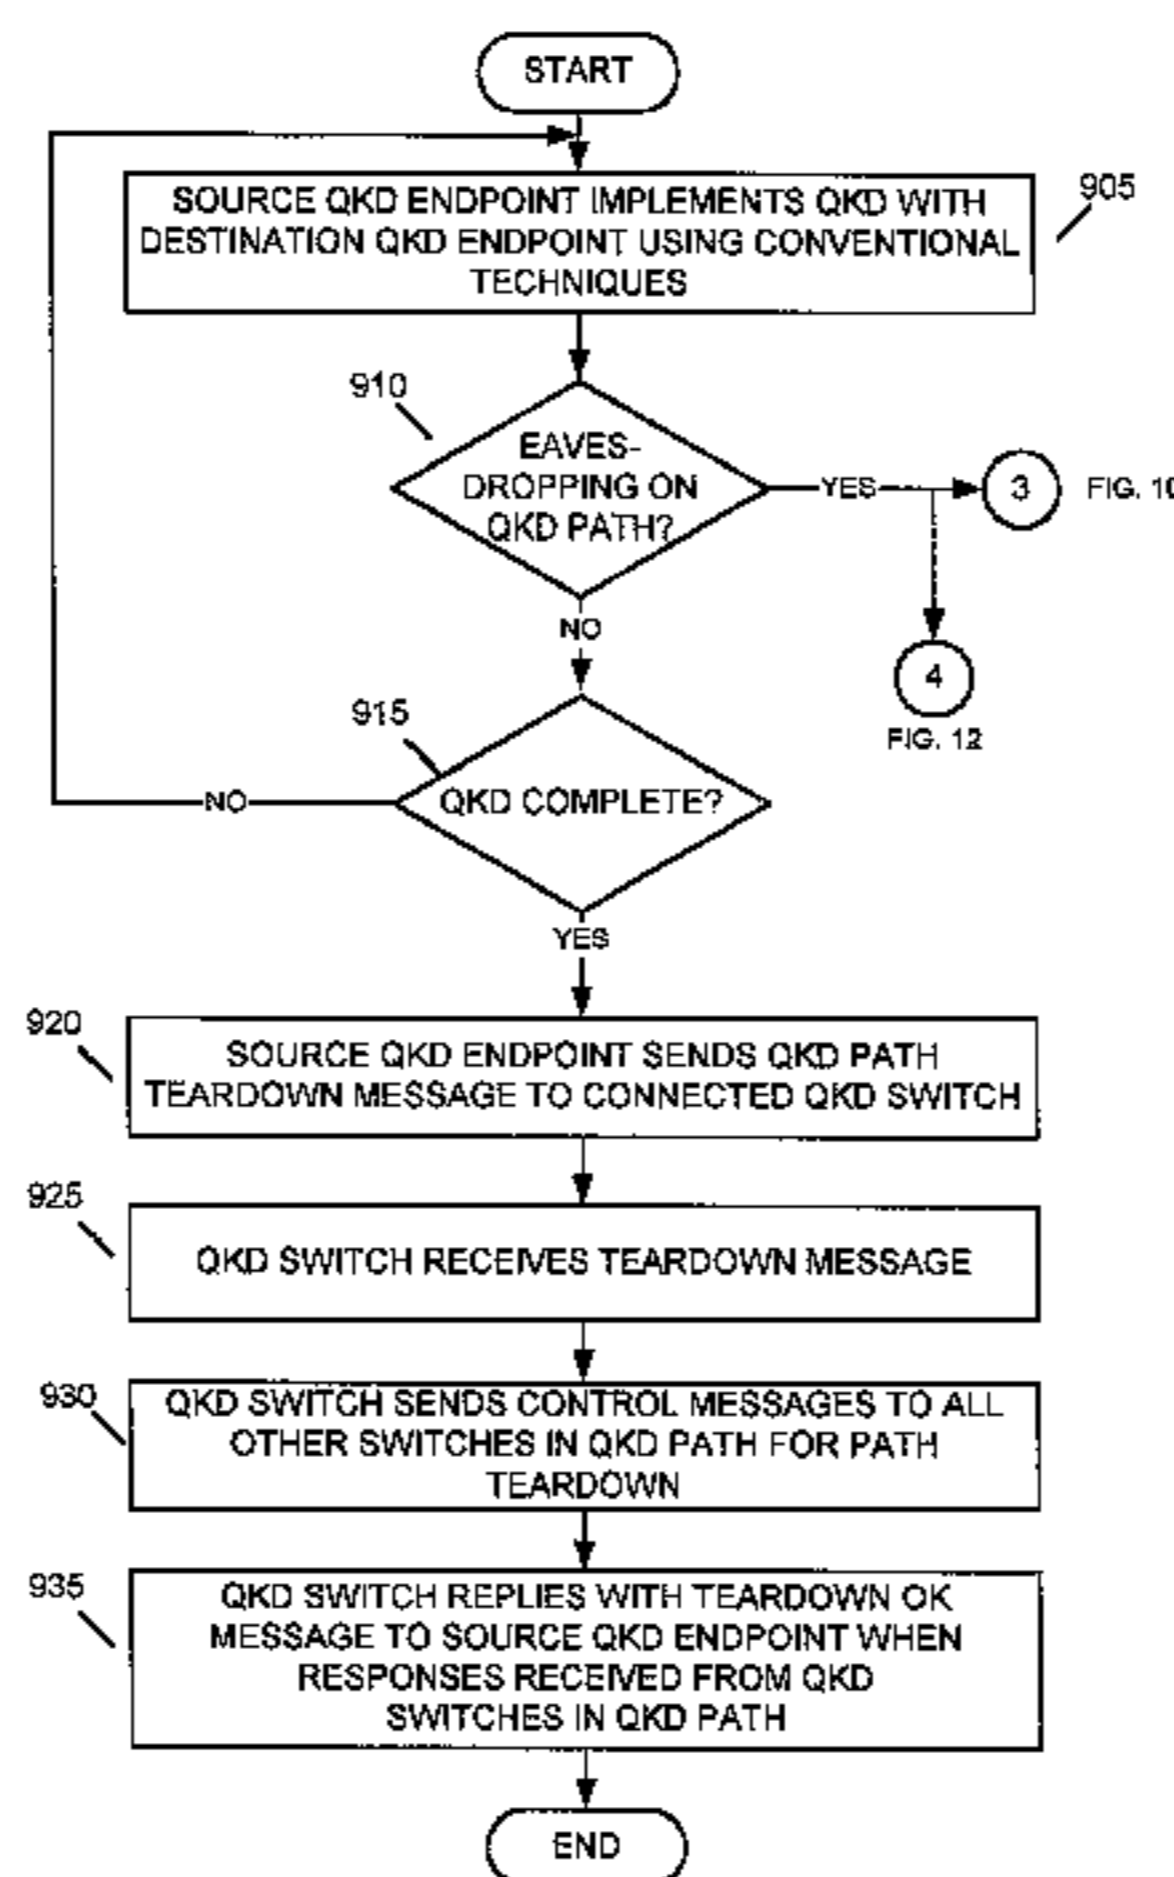 START
SOURCE QKD ENDPOINT IMPLEMENTS QKD WITH
DESTINATION QKD ENDPOINT USING CONVENTIONAL
TECHNIQUES
905
910
EAVES-
DROPPING ON
QKD PATH?
YES
3
FIG. 10
NO
4
FIG. 12
915
QKD COMPLETE?
NO
YES
920
SOURCE QKD ENDPOINT SENDS QKD PATH
TEARDOWN MESSAGE TO CONNECTED QKD SWITCH
925
QKD SWITCH RECEIVES TEARDOWN MESSAGE
930
QKD SWITCH SENDS CONTROL MESSAGES TO ALL
OTHER SWITCHES IN QKD PATH FOR PATH
TEARDOWN
935
QKD SWITCH REPLIES WITH TEARDOWN OK
MESSAGE TO SOURCE QKD ENDPOINT WHEN
RESPONSES RECEIVED FROM QKD
SWITCHES IN QKD PATH
END